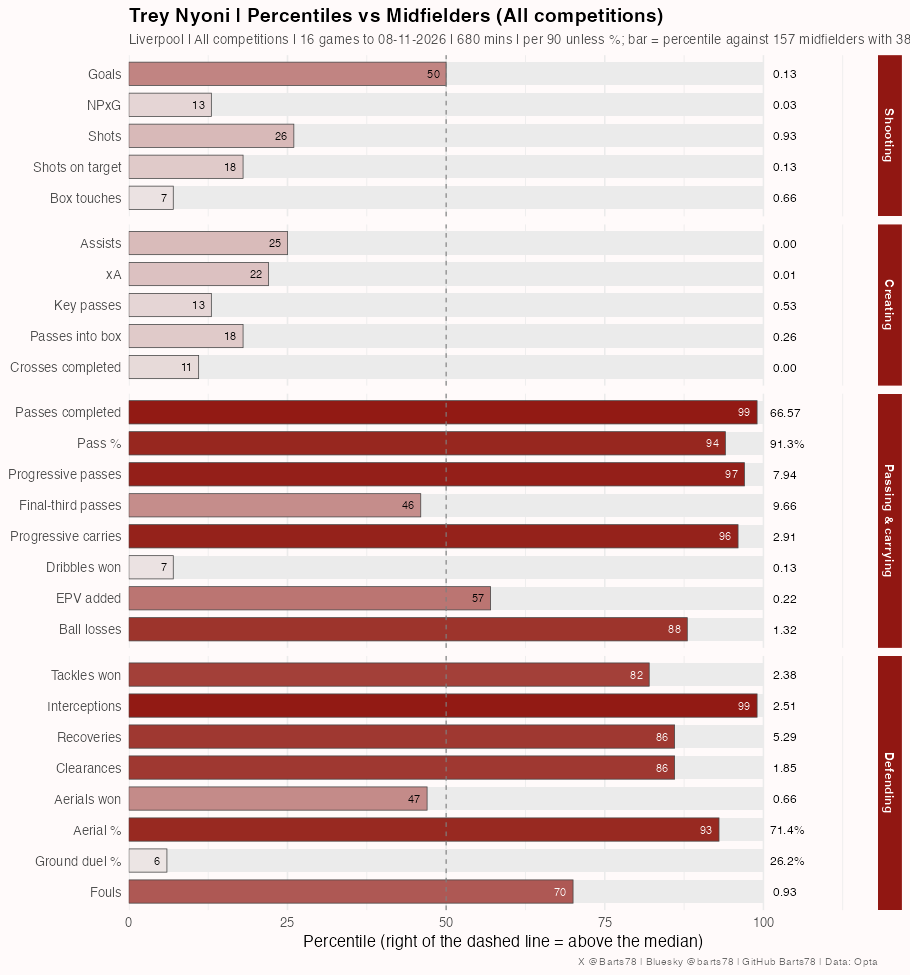 Trey Nyoni | Percentiles vs Midfielders (All competitions)
Liverpool | All competitions | 16 games to 08-11-2026 | 680 mins | per 90 unless %; bar = percentile against 157 midfielders with 38
Goals 50 0.13
NPxG 13 0.03
Shots 26 0.93
Shots on target 18 0.13
Box touches 7 0.66
Shooting
Assists 25 0.00
xA 22 0.01
Key passes 13 0.53
Passes into box 18 0.26
Crosses completed 11 0.00
Creating
Passes completed 99 66.57
Pass % 94 91.3%
Progressive passes 97 7.94
Final-third passes 46 9.66
Progressive carries 96 2.91
Dribbles won 7 0.13
EPV added 57 0.22
Ball losses 88 1.32
Passing & carrying
Tackles won 82 2.38
Interceptions 99 2.51
Recoveries 86 5.29
Clearances 86 1.85
Aerials won 47 0.66
Aerial % 93 71.4%
Ground duel % 6 26.2%
Fouls 70 0.93
Defending
0 25 50 75 100
Percentile (right of the dashed line = above the median)
X @Barts78 | Bluesky @barts78 | GitHub Barts78 | Data: Opta